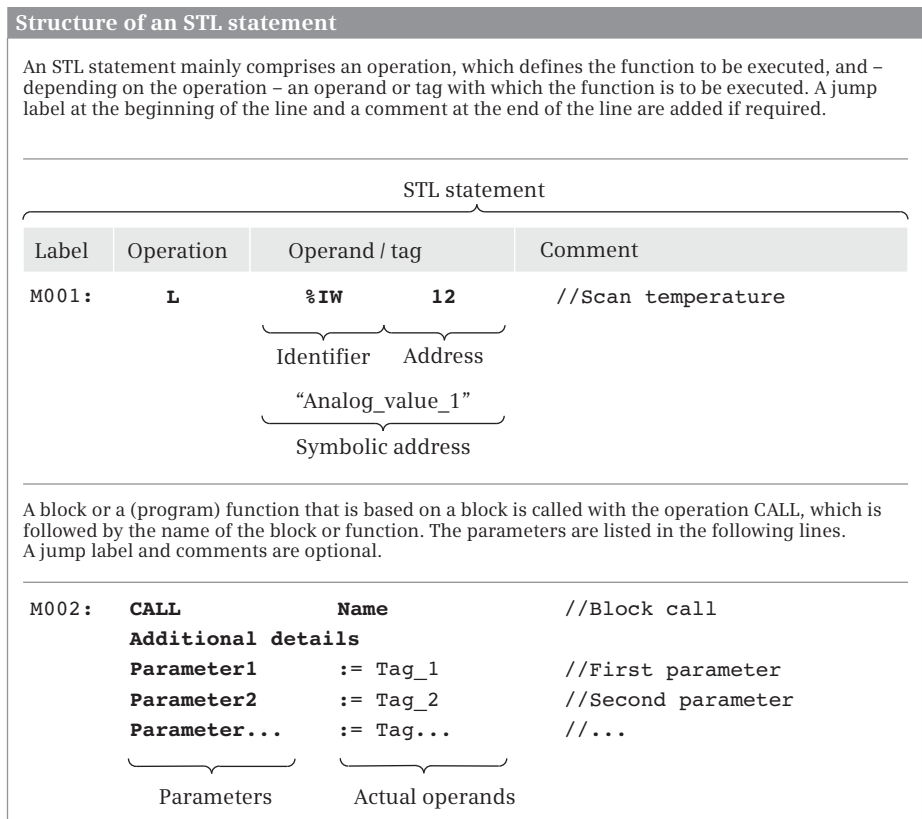 Structure of an STL statement
An STL statement mainly comprises an operation, which defines the function to be executed, and –
depending on the operation – an operand or tag with which the function is to be executed. A jump
label at the beginning of the line and a comment at the end of the line are added if required.
STL statement
Label Operation Operand / tag Comment
M001: L %IW 12 //Scan temperature
Identifier Address
“Analog_value_1”
Symbolic address
A block or a (program) function that is based on a block is called with the operation CALL, which is
followed by the name of the block or function. The parameters are listed in the following lines.
A jump label and comments are optional.
M002: CALL Name //Block call
Additional details
Parameter1 := Tag_1 //First parameter
Parameter2 := Tag_2 //Second parameter
Parameter... := Tag... //...
Parameters Actual operands